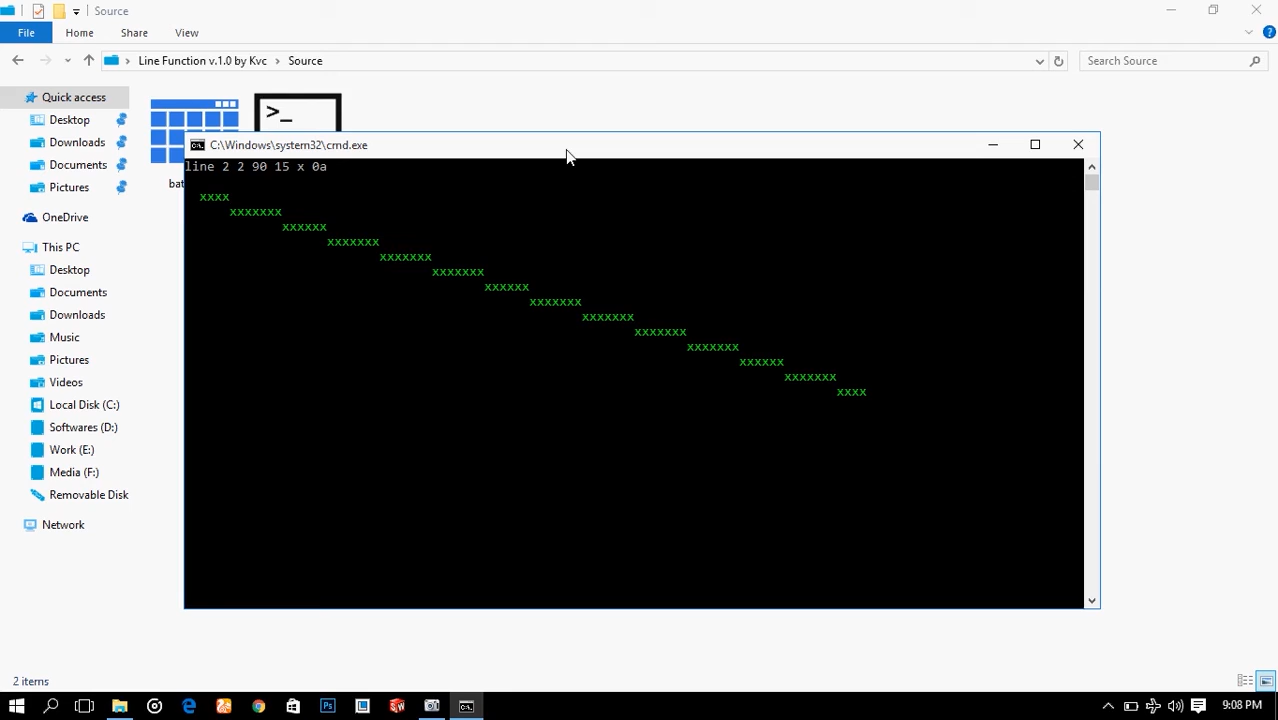 Source
File Home Share View
Line Function v.1.0 by Kvc Source
Search Source
Quick access
Desktop
Downloads
Documents
Pictures
OneDrive
This PC
Desktop
Documents
Downloads
Music
Pictures
Videos
Local Disk (C:)
Softwares (D:)
Work (E:)
Media (F:)
Removable Disk
Network
bat
C:\Windows\system32\cmd.exe
line 2 2 90 15 x 0a
xxxx
xxxxxxx
xxxxxx
xxxxxxx
xxxxxxx
xxxxxxx
xxxxxx
xxxxxxx
xxxxxxx
xxxxxxx
xxxxxxx
xxxxxx
xxxxxxx
xxxx
2 items
9:08 PM